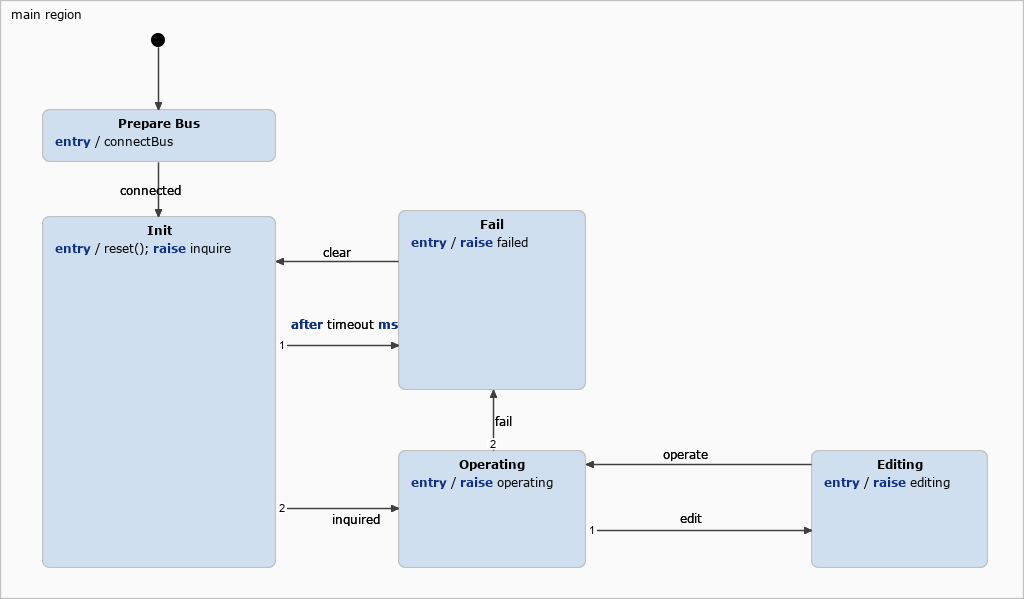 main region
Prepare Bus
entry / connectBus
connected
Init
entry / reset(); raise inquire
Fail
entry / raise failed
clear
after timeout ms
1
fail
2
Operating
entry / raise operating
2
inquired
operate
Editing
entry / raise editing
1
edit